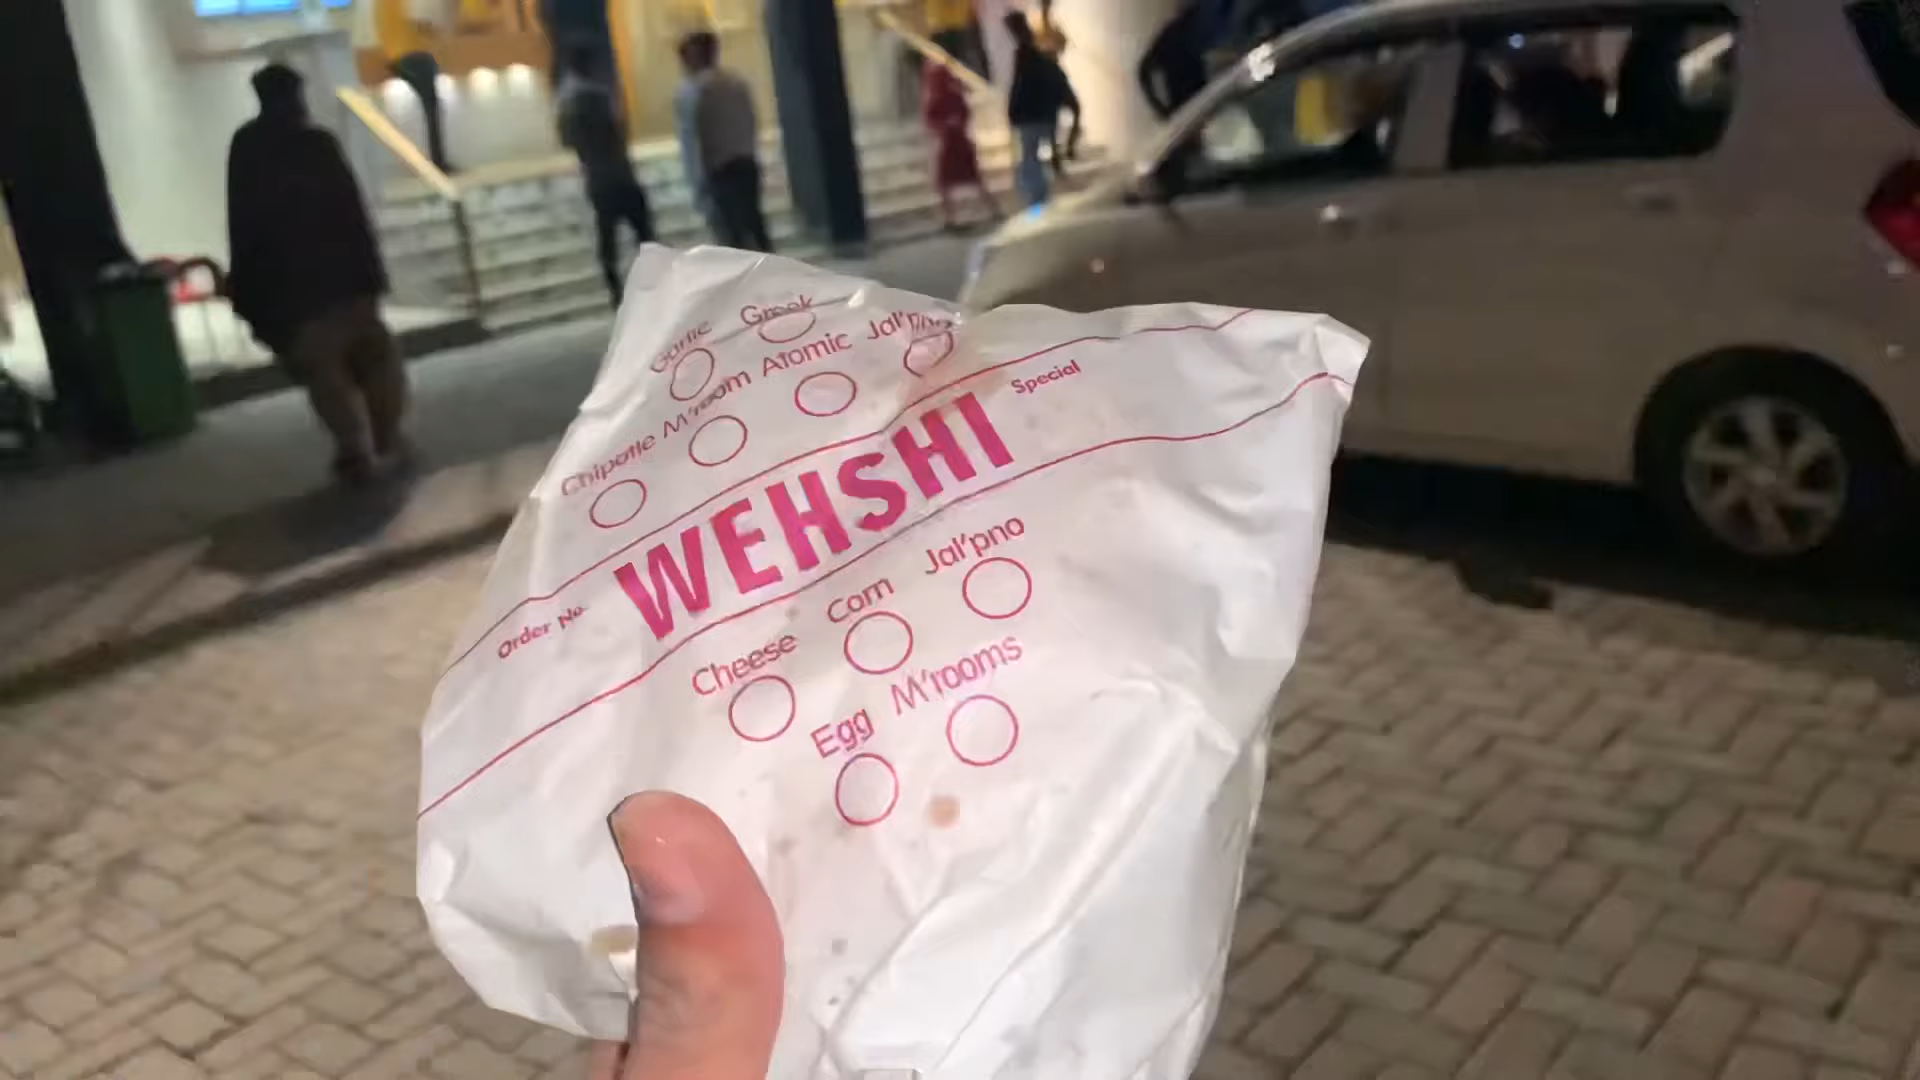 Garlic Greek
Chipotle M'room Atomic Jal'pno
Order No. WEHSHI Special
Cheese Corn Jal'pno
Egg M'rooms